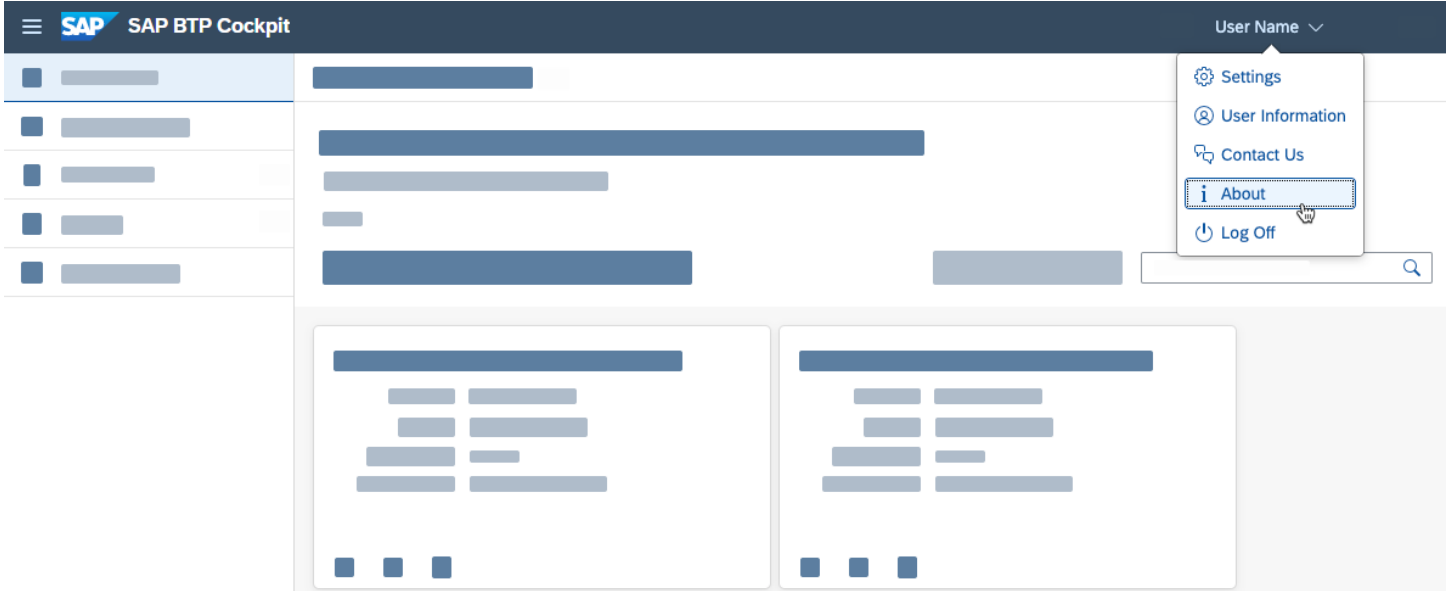 SAP SAP BTP Cockpit
User Name
Settings
User Information
Contact Us
i About
Log Off